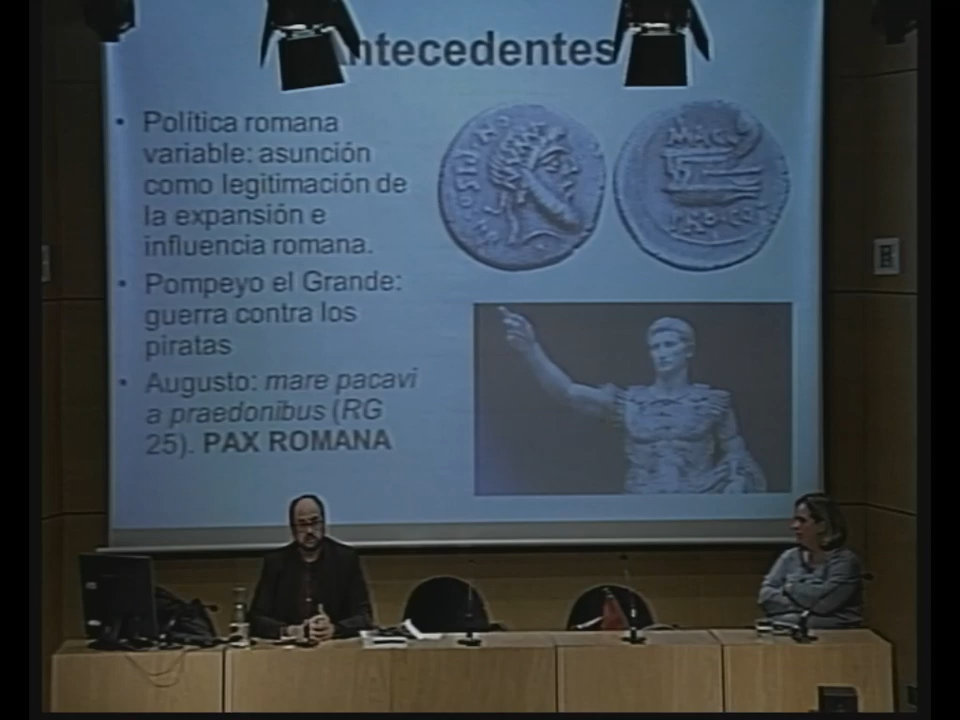 ntecedentes
• Política romana
variable: asunción
como legitimación de
la expansión e
influencia romana.
• Pompeyo el Grande:
guerra contra los
piratas
• Augusto: mare pacavi
a praedonibus (RG
25). PAX ROMANA